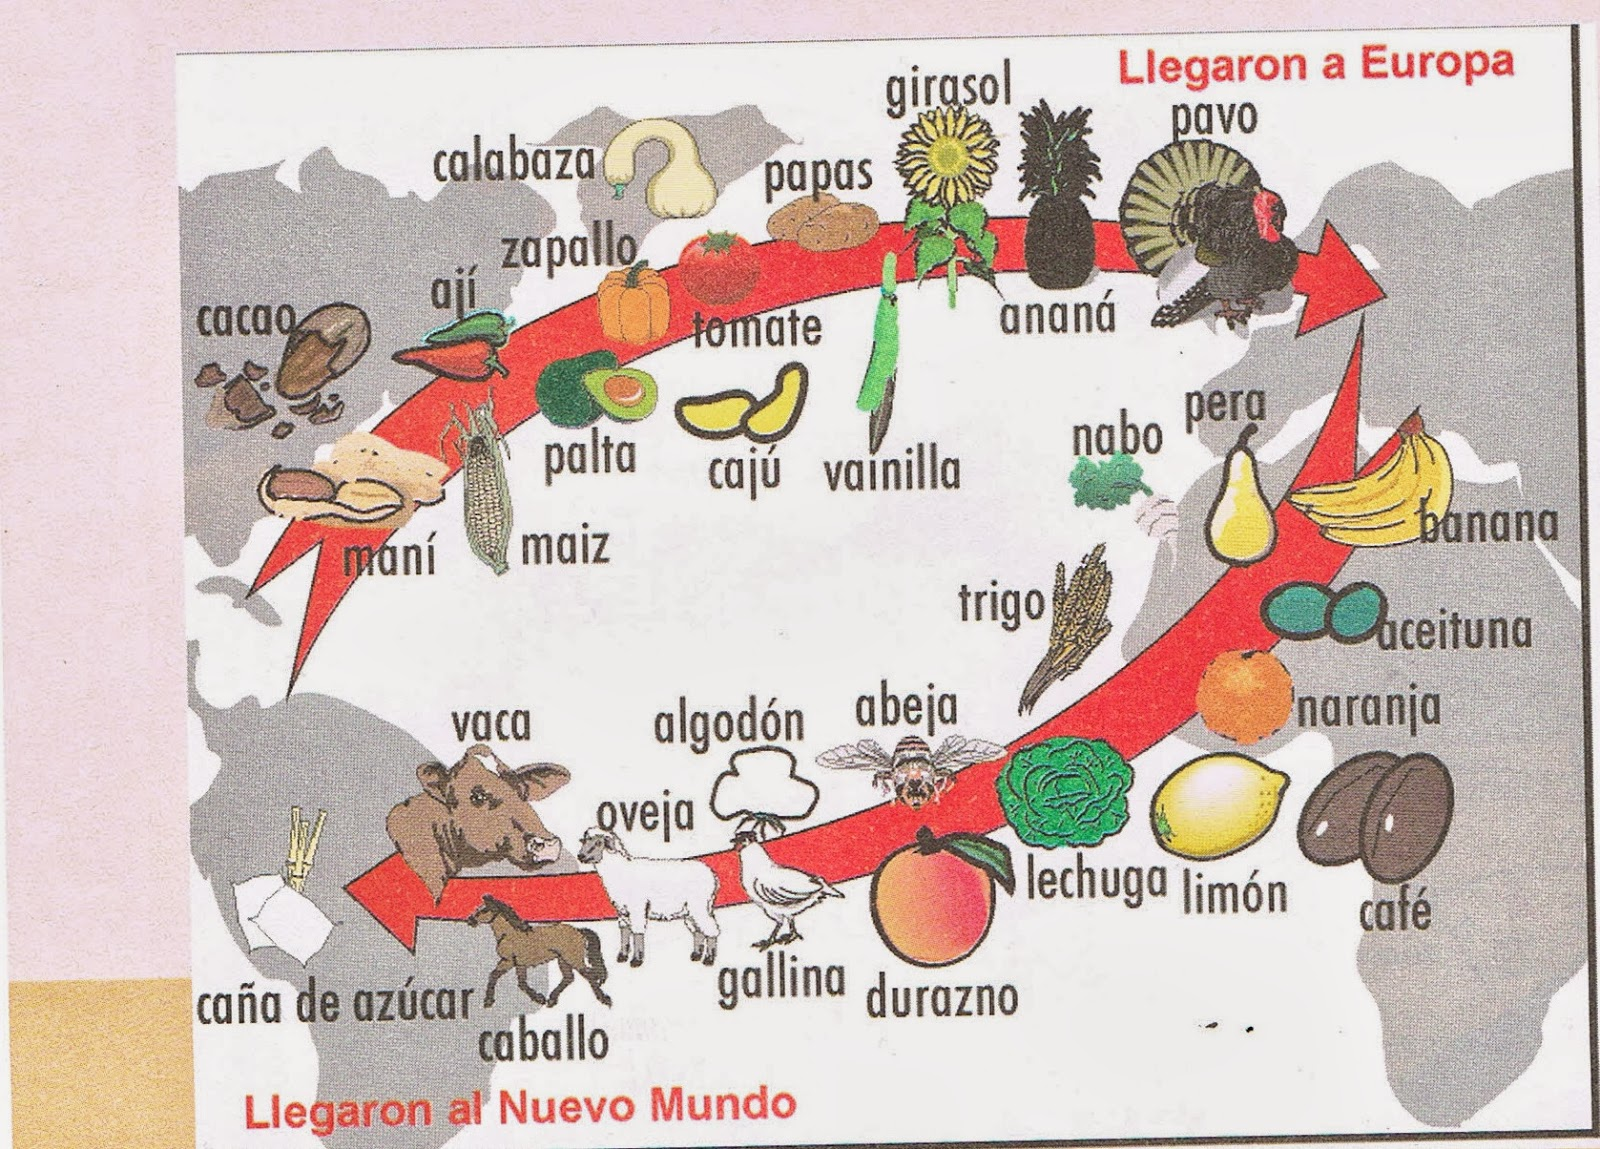 Llegaron a Europa
girasol
pavo
calabaza
papas
zapallo
ají
cacao
tomate
ananá
palta
cajú
vainilla
maní
maiz
nabo
pera
banana
trigo
aceituna
naranja
vaca
algodón
abeja
oveja
lechuga
limón
café
gallina
durazno
caña de azúcar
caballo
Llegaron al Nuevo Mundo